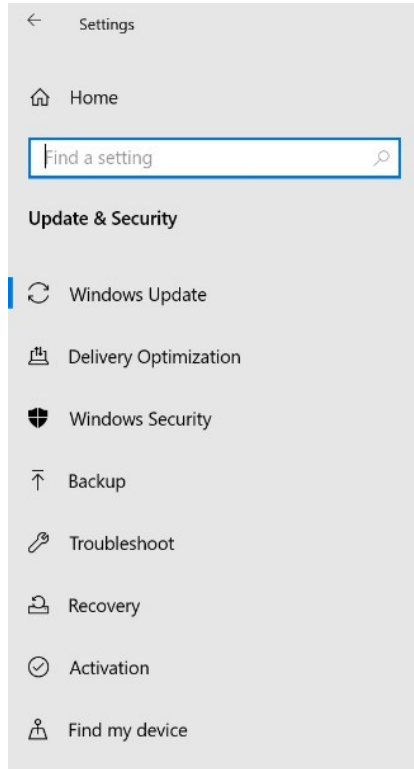 Settings
Home
Find a setting
Update & Security
Windows Update
Delivery Optimization
Windows Security
Backup
Troubleshoot
Recovery
Activation
Find my device